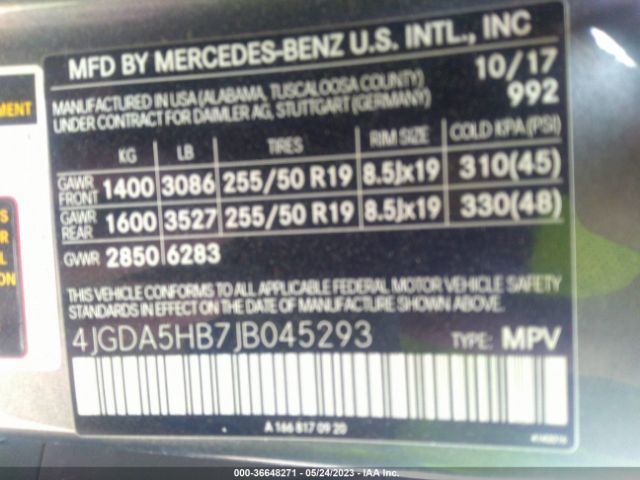 MFD BY MERCEDES-BENZ U.S. INTL., INC
MANUFACTURED IN USA (ALABAMA, TUSCALOOSA COUNTY) 10/17
UNDER CONTRACT FOR DAIMLER AG, STUTTGART (GERMANY) 992
KG LB TIRES RIM SIZE COLD KPA (PSI)
GAWR FRONT 1400 3086 255/50 R19 8.5Jx19 310(45)
GAWR REAR 1600 3527 255/50 R19 8.5Jx19 330(48)
GVWR 2850 6283
THIS VEHICLE CONFORMS TO ALL APPLICABLE FEDERAL MOTOR VEHICLE SAFETY
STANDARDS IN EFFECT ON THE DATE OF MANUFACTURE SHOWN ABOVE.
4JGDA5HB7JB045293 TYPE: MPV
A 166 817 09 20
000-36648271 - 05/24/2023 - IAA Inc.